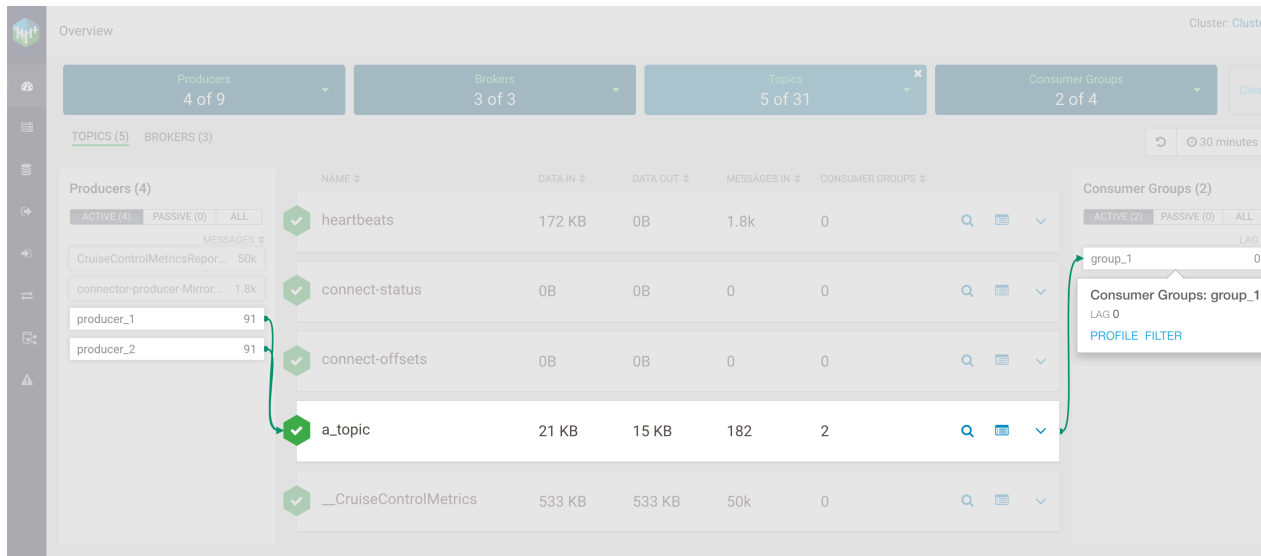 Overview
Cluster: Cluste
Producers
4 of 9
Brokers
3 of 3
Topics
5 of 31
Consumer Groups
2 of 4
Clea
TOPICS (5) BROKERS (3)
30 minutes
Producers (4)
ACTIVE (4) PASSIVE (0) ALL
MESSAGES
CruiseControlMetricsRepor... 50k
connector-producer-Mirror... 1.8k
producer_1 91
producer_2 91
NAME DATA IN DATA OUT MESSAGES IN CONSUMER GROUPS
heartbeats 172 KB 0B 1.8k 0
connect-status 0B 0B 0 0
connect-offsets 0B 0B 0 0
a_topic 21 KB 15 KB 182 2
__CruiseControlMetrics 533 KB 533 KB 50k 0
Consumer Groups (2)
ACTIVE (2) PASSIVE (0) ALL
LAG
group_1 0
Consumer Groups: group_1
LAG 0
PROFILE FILTER